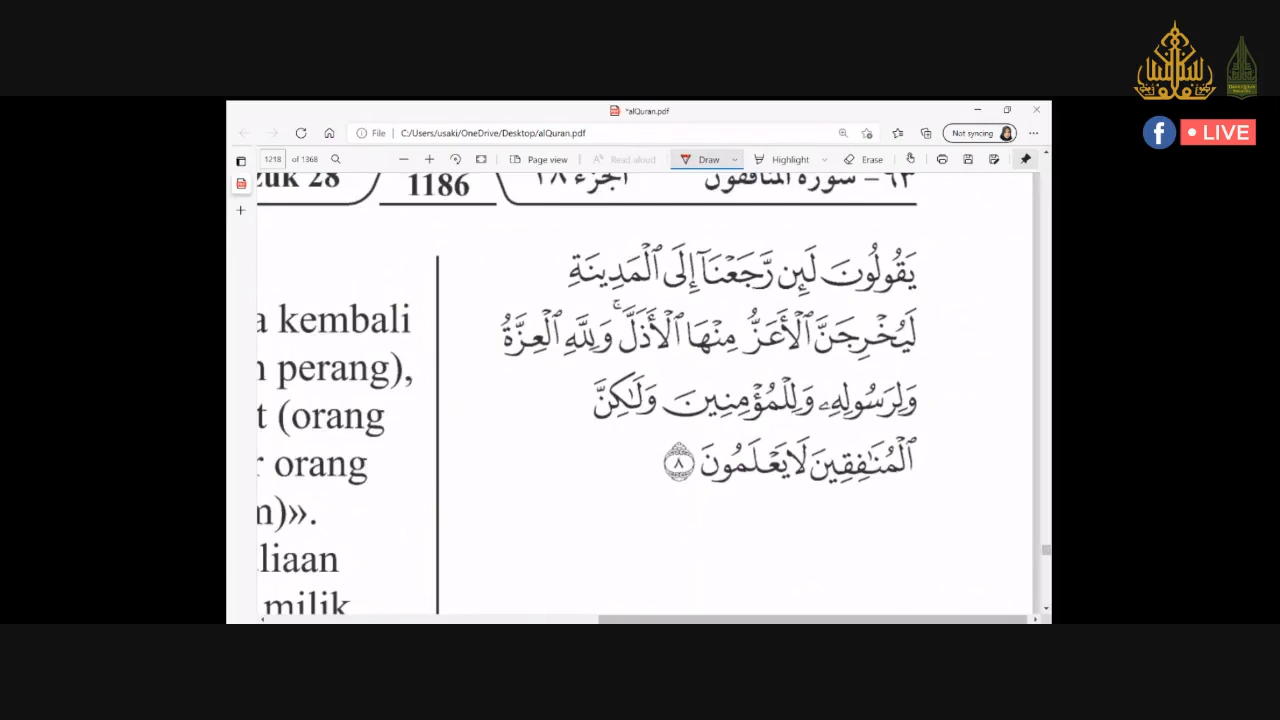 LIVE
*alQuran.pdf
File C:/Users/usaki/OneDrive/Desktop/alQuran.pdf Not syncing
1218 of 1368 Page view Read aloud Draw Highlight Erase
zuk 28 1186 الجزء ٢٨ ٦٣ – سورة المنافقون
يَقُولُونَ لَئِن رَّجَعْنَآ إِلَى ٱلْمَدِينَةِ
لَيُخْرِجَنَّ ٱلْأَعَزُّ مِنْهَا ٱلْأَذَلَّ ۚ وَلِلَّهِ ٱلْعِزَّةُ
وَلِرَسُولِهِۦ وَلِلْمُؤْمِنِينَ وَلَٰكِنَّ
ٱلْمُنَٰفِقِينَ لَا يَعْلَمُونَ ٨
a kembali
n perang),
t (orang
r orang
n)».
liaan
milik